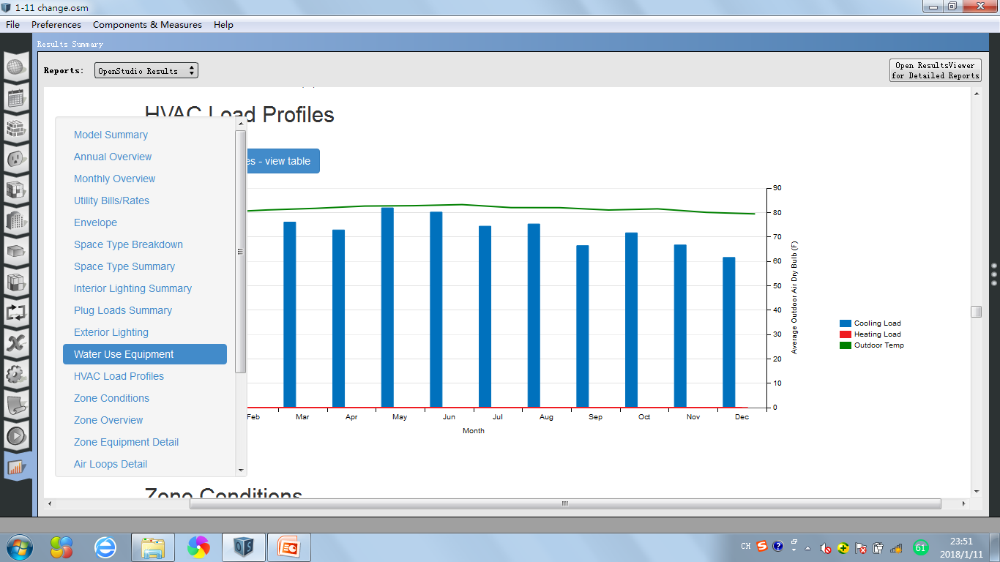 1-11 change.osm
File Preferences Components & Measures Help
Results Summary
Reports: OpenStudio Results
Open ResultsViewer
for Detailed Reports
HVAC Load Profiles
Model Summary
Annual Overview
Monthly Overview
Utility Bills/Rates
Envelope
Space Type Breakdown
Space Type Summary
Interior Lighting Summary
Plug Loads Summary
Exterior Lighting
Water Use Equipment
HVAC Load Profiles
Zone Conditions
Zone Overview
Zone Equipment Detail
Air Loops Detail
es - view table
90
80
70
60
50
40
30
20
10
0
Average Outdoor Air Dry Bulb (F)
Feb Mar Apr May Jun Jul Aug Sep Oct Nov Dec
Month
Cooling Load
Heating Load
Outdoor Temp
Zone Conditions
CH
61
23:51
2018/1/11